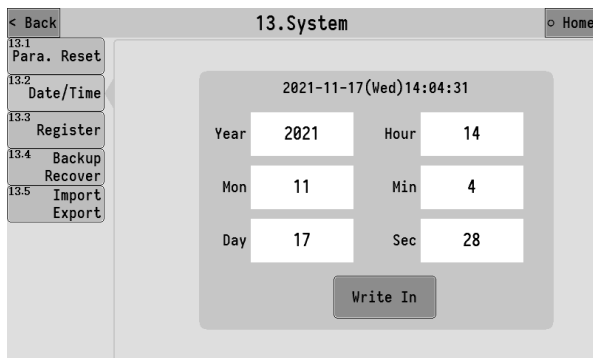 < Back
13.System
○ Home
13.1
Para. Reset
13.2
Date/Time
13.3
Register
13.4 Backup
Recover
13.5 Import
Export
2021-11-17(Wed)14:04:31
Year 2021 Hour 14
Mon 11 Min 4
Day 17 Sec 28
Write In